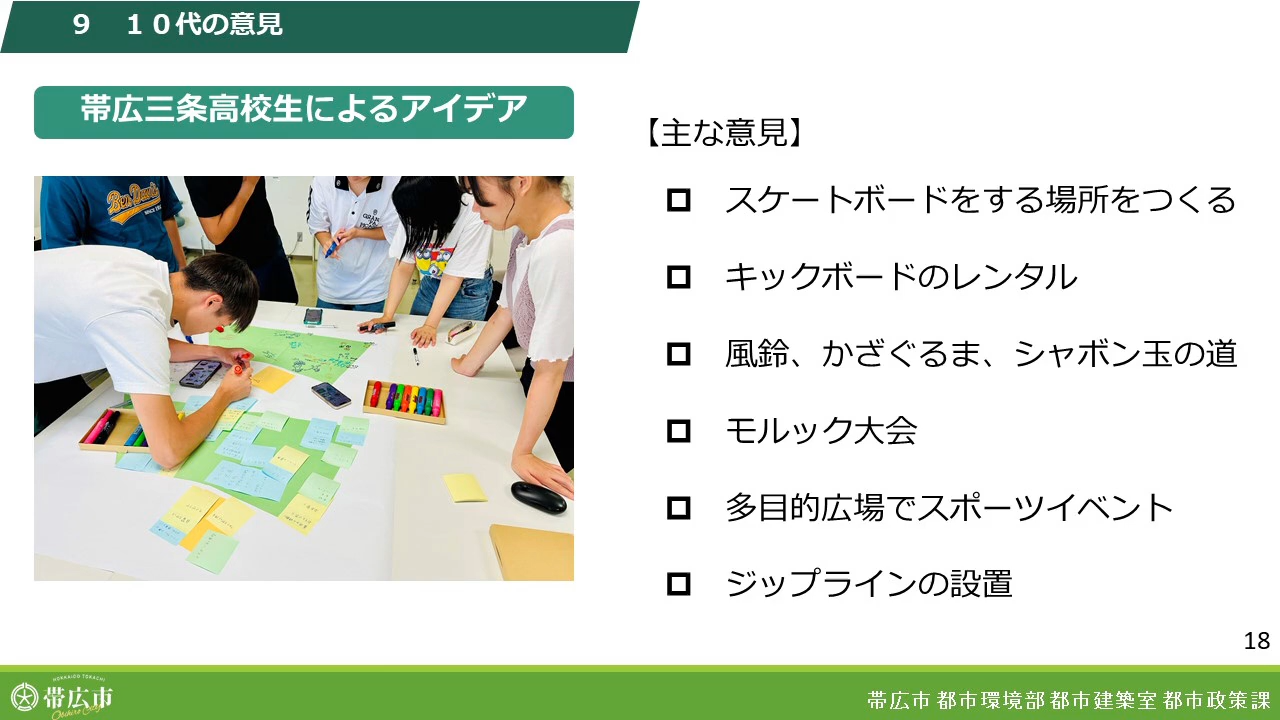 ９　１０代の意見
帯広三条高校生によるアイデア
【主な意見】
スケートボードをする場所をつくる
キックボードのレンタル
風鈴、かざぐるま、シャボン玉の道
モルック大会
多目的広場でスポーツイベント
ジップラインの設置
18
HOKKAIDO TOKACHI
帯広市
Obihiro City
帯広市 都市環境部 都市建築室 都市政策課